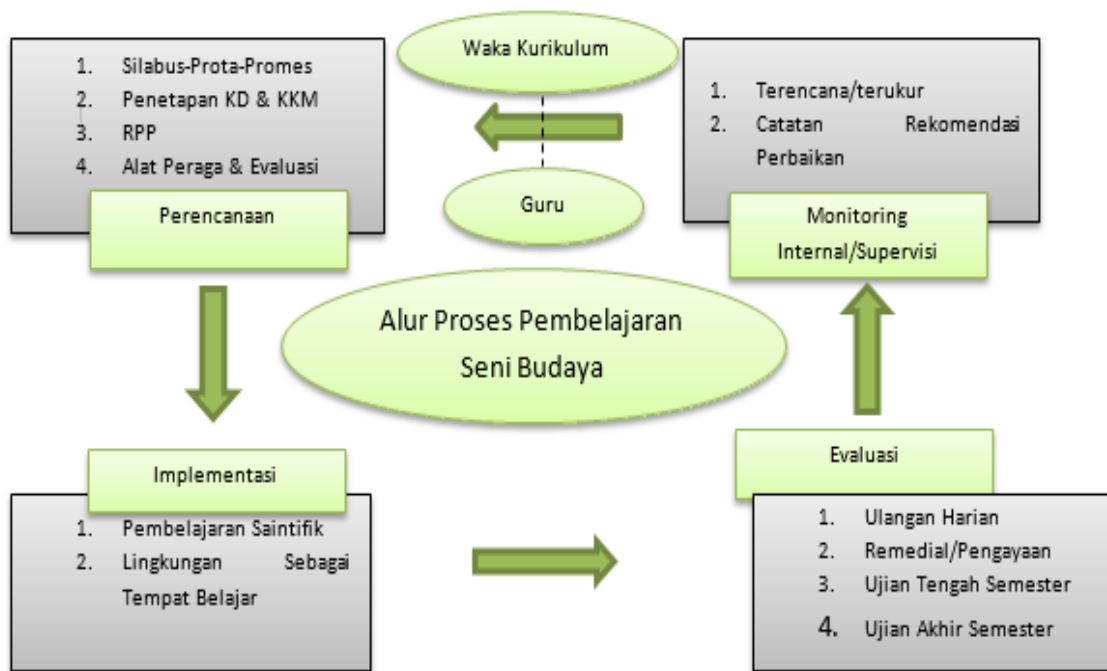 Waka Kurikulum
1. Silabus-Prota-Promes
2. Penetapan KD & KKM
3. RPP
4. Alat Peraga & Evaluasi
Perencanaan
Guru
1. Terencana/terukur
2. Catatan Rekomendasi
Perbaikan
Monitoring
Internal/Supervisi
Alur Proses Pembelajaran
Seni Budaya
Implementasi
1. Pembelajaran Saintifik
2. Lingkungan Sebagai
Tempat Belajar
Evaluasi
1. Ulangan Harian
2. Remedial/Pengayaan
3. Ujian Tengah Semester
4. Ujian Akhir Semester